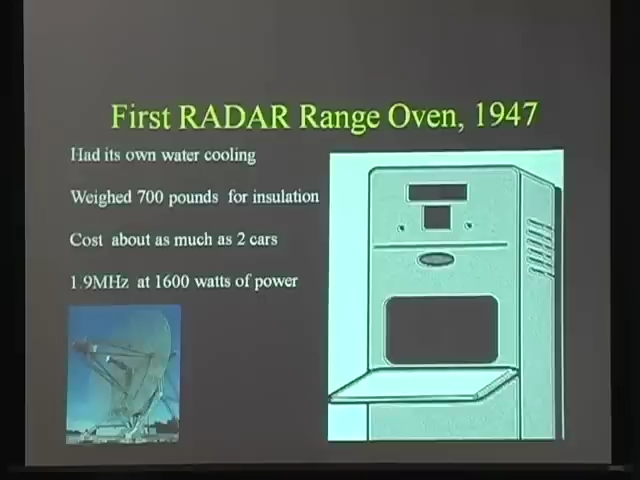 First RADAR Range Oven, 1947
Had its own water cooling
Weighed 700 pounds for insulation
Cost about as much as 2 cars
1.9MHz at 1600 watts of power